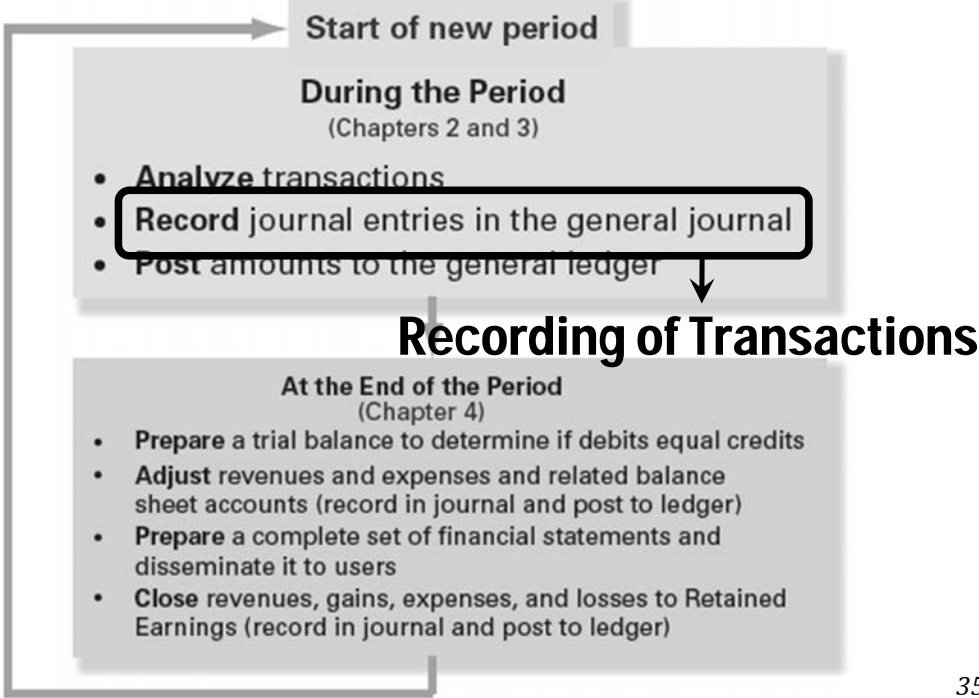 Start of new period
During the Period
(Chapters 2 and 3)
• Analyze transactions
• Record journal entries in the general journal
• Post amounts to the general ledger
Recording of Transactions
At the End of the Period
(Chapter 4)
• Prepare a trial balance to determine if debits equal credits
• Adjust revenues and expenses and related balance
sheet accounts (record in journal and post to ledger)
• Prepare a complete set of financial statements and
disseminate it to users
• Close revenues, gains, expenses, and losses to Retained
Earnings (record in journal and post to ledger)
35